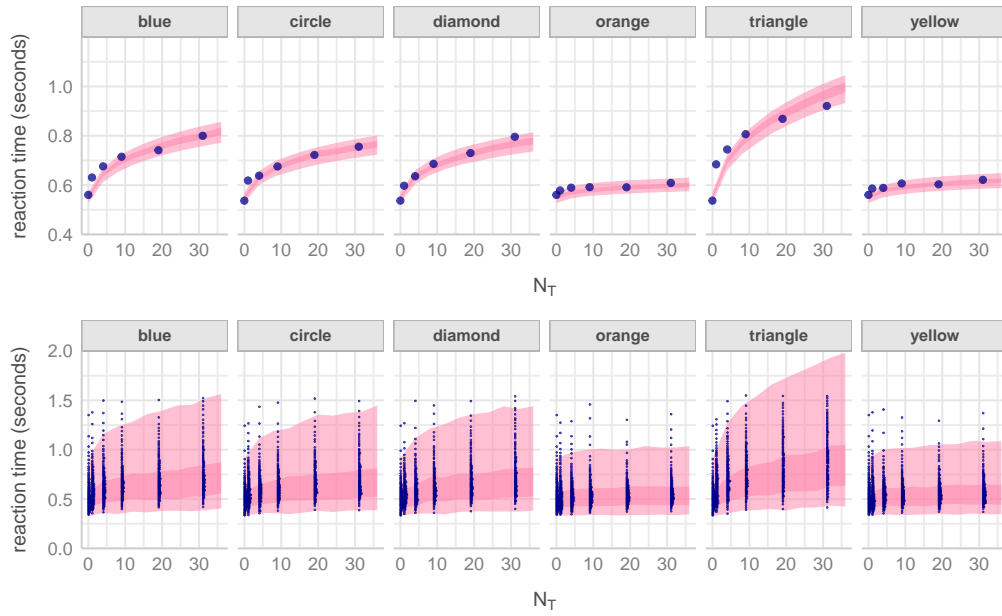 blue circle diamond orange triangle yellow
reaction time (seconds)
1.0
0.8
0.6
0.4
0 10 20 30 0 10 20 30 0 10 20 30 0 10 20 30 0 10 20 30 0 10 20 30
N_T
blue circle diamond orange triangle yellow
reaction time (seconds)
2.0
1.5
1.0
0.5
0.0
0 10 20 30 0 10 20 30 0 10 20 30 0 10 20 30 0 10 20 30 0 10 20 30
N_T